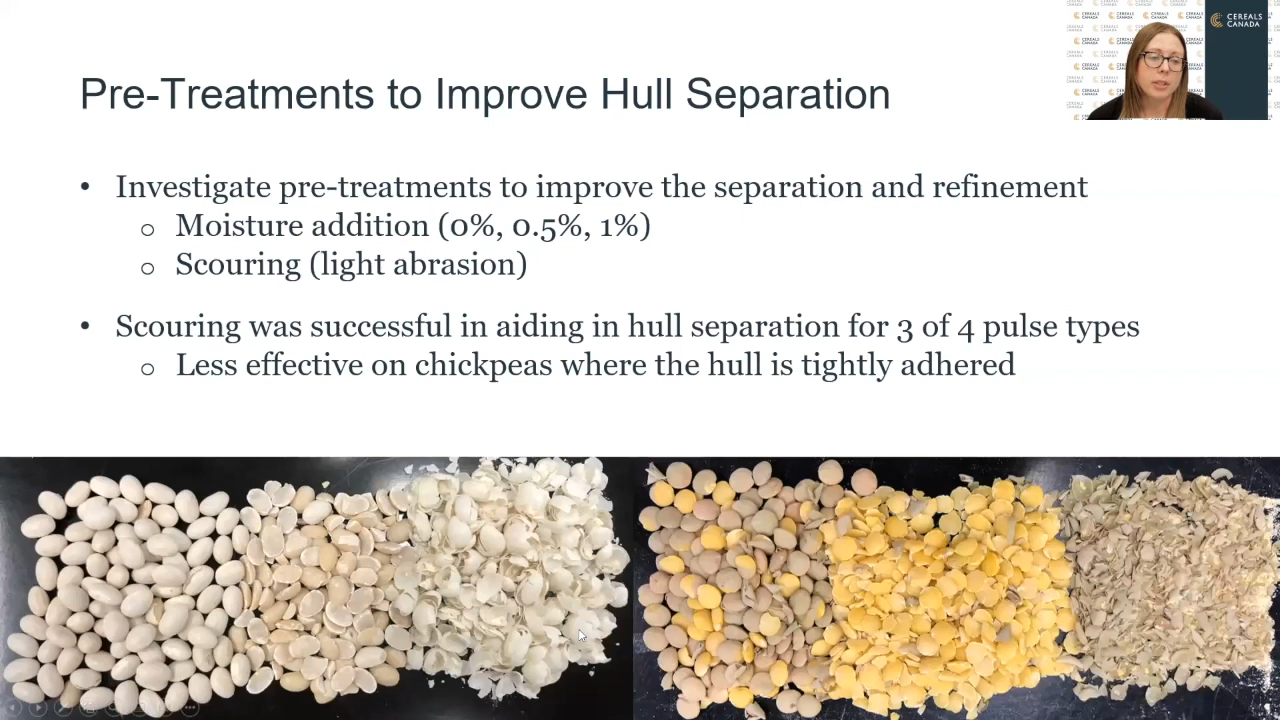 CEREALS
CANADA
Pre-Treatments to Improve Hull Separation
• Investigate pre-treatments to improve the separation and refinement
o Moisture addition (0%, 0.5%, 1%)
o Scouring (light abrasion)
• Scouring was successful in aiding in hull separation for 3 of 4 pulse types
o Less effective on chickpeas where the hull is tightly adhered